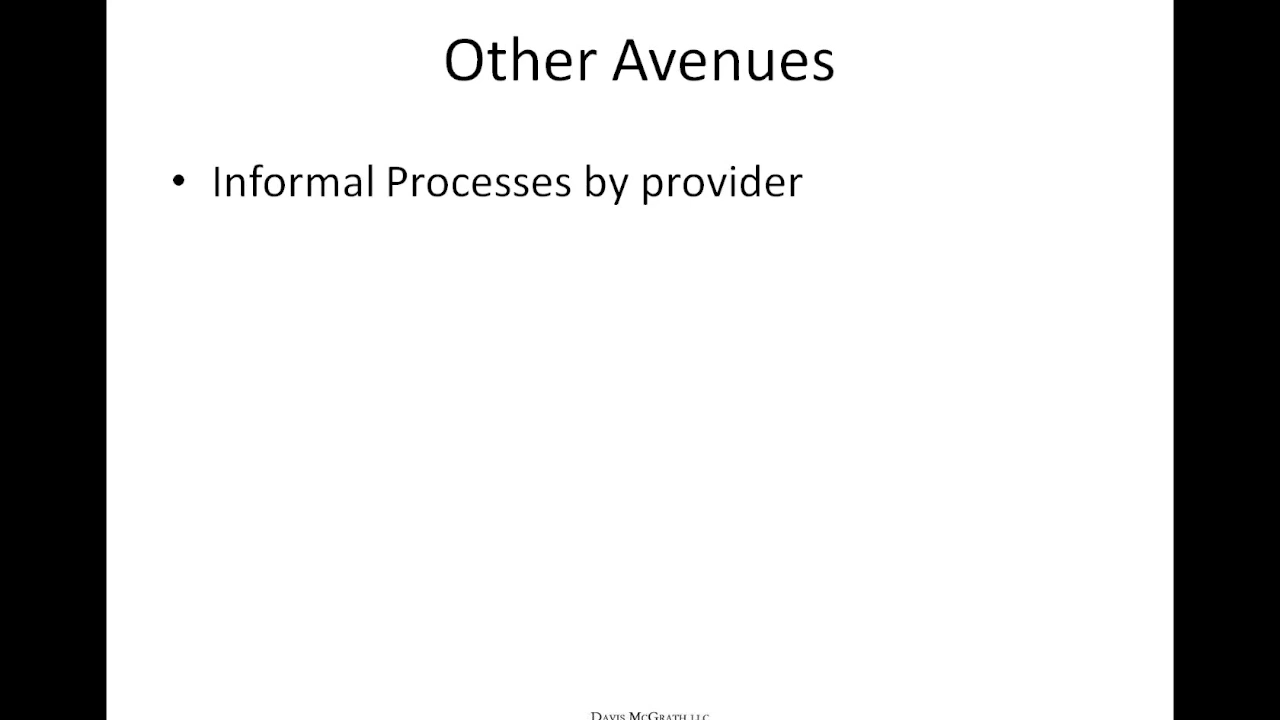 Other Avenues
• Informal Processes by provider
DAVIS MCGRATH LLC